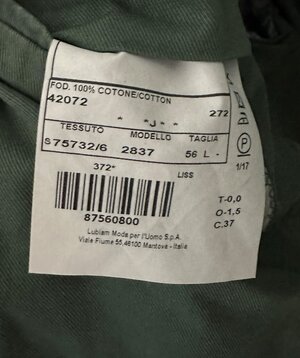 FOD. 100% COTONE/COTTON
42072
* *J* * 272
TESSUTO MODELLO TAGLIA
S75732/6 2837 56 L -
P
372* LISS 1/17
T-0,0
O-1,5
C.37
87560800
Lubiam Moda per l'Uomo S.p.A.
Viale Fiume 55,46100 Mantova - Italia